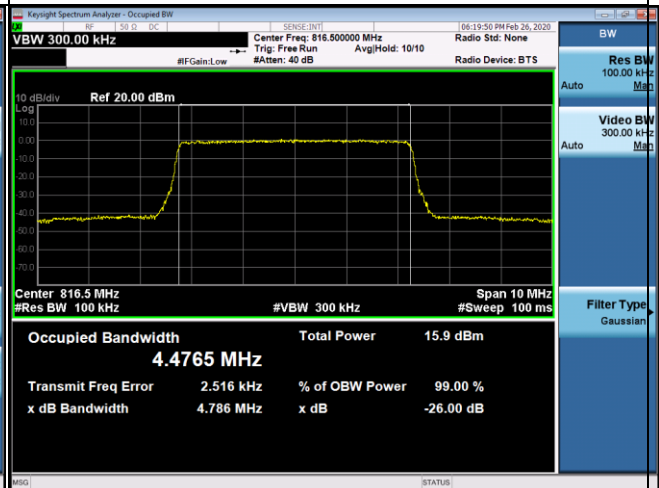 Keysight Spectrum Analyzer - Occupied BW
RF 50 Ω DC SENSE:INT 06:19:50 PM Feb 26, 2020
VBW 300.00 kHz Center Freq: 816.500000 MHz Radio Std: None
Trig: Free Run Avg|Hold: 10/10
#IFGain:Low #Atten: 40 dB Radio Device: BTS
10 dB/div Ref 20.00 dBm
Log
10.0
0.00
-10.0
-20.0
-30.0
-40.0
-50.0
-60.0
-70.0
Center 816.5 MHz Span 10 MHz
#Res BW 100 kHz #VBW 300 kHz #Sweep 100 ms
Occupied Bandwidth Total Power 15.9 dBm
4.4765 MHz
Transmit Freq Error 2.516 kHz % of OBW Power 99.00 %
x dB Bandwidth 4.786 MHz x dB -26.00 dB
MSG STATUS
BW
Res BW
100.00 kHz
Auto Man
Video BW
300.00 kHz
Auto Man
Filter Type
Gaussian